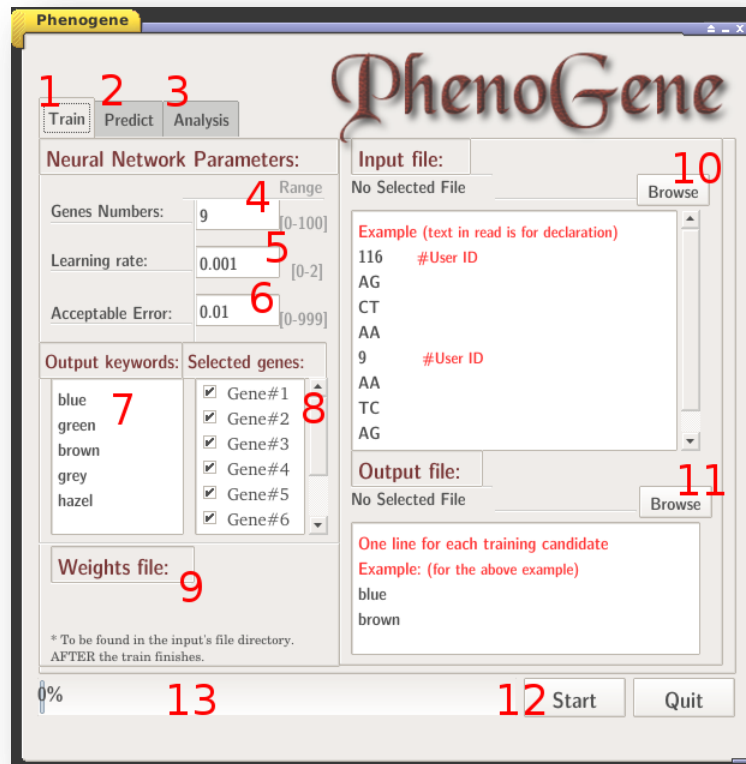 Phenogene
PhenoGene
1 2 3
Train Predict Analysis
Neural Network Parameters:
Range
4
Genes Numbers: 9 [0-100]
5
Learning rate: 0.001 [0-2]
6
Acceptable Error: 0.01 [0-999]
Output keywords:
7
blue
green
brown
grey
hazel
Selected genes:
8
Gene#1
Gene#2
Gene#3
Gene#4
Gene#5
Gene#6
Weights file:
9
* To be found in the input's file directory.
AFTER the train finishes.
Input file:
10
No Selected File Browse
Example (text in read is for declaration)
116 #User ID
AG
CT
AA
9 #User ID
AA
TC
AG
Output file:
11
No Selected File Browse
One line for each training candidate
Example: (for the above example)
blue
brown
0% 13 12 Start Quit